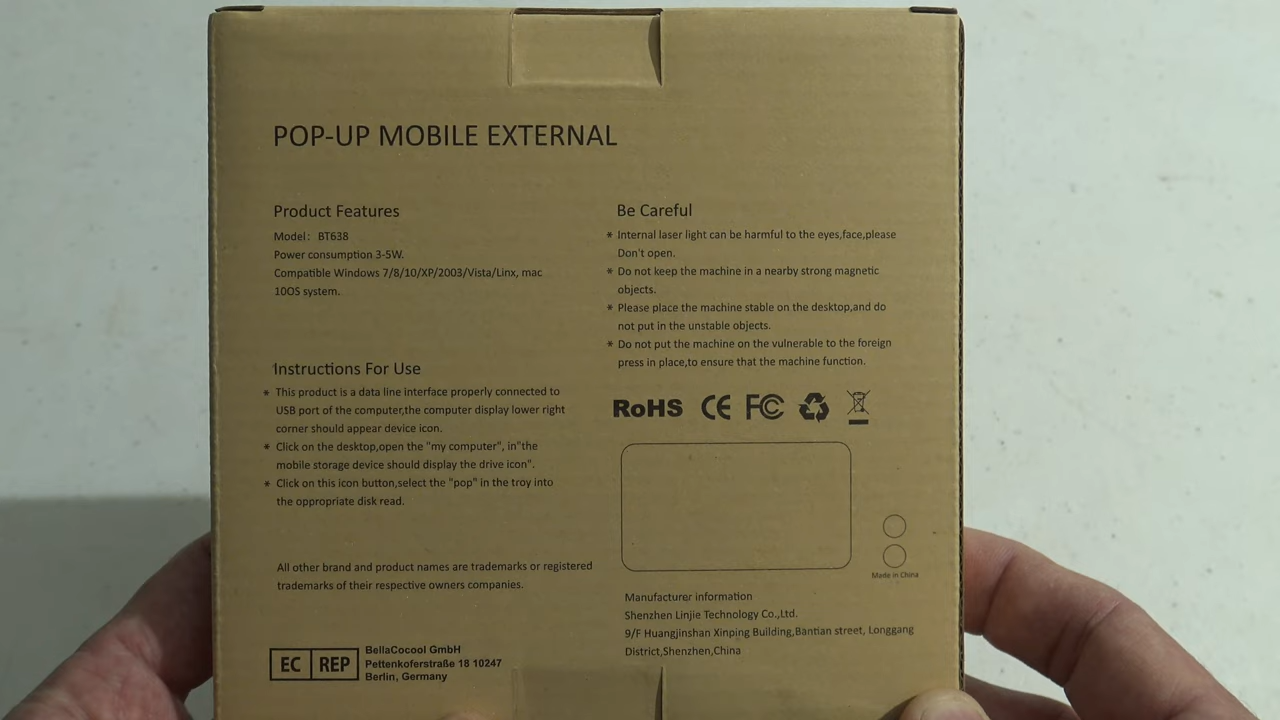 POP-UP MOBILE EXTERNAL
Product Features
Model: BT638
Power consumption 3-5W.
Compatible Windows 7/8/10/XP/2003/Vista/Linx, mac
10OS system.
Instructions For Use
* This product is a data line interface properly connected to
USB port of the computer,the computer display lower right
corner should appear device icon.
* Click on the desktop,open the "my computer", in"the
mobile storage device should display the drive icon".
* Click on this icon button,select the "pop" in the troy into
the oppropriate disk read.
All other brand and product names are trademarks or registered
trademarks of their respective owners companies.
EC REP
BellaCocool GmbH
Pettenkoferstraße 18 10247
Berlin, Germany
Be Careful
* Internal laser light can be harmful to the eyes,face,please
Don't open.
* Do not keep the machine in a nearby strong magnetic
objects.
* Please place the machine stable on the desktop,and do
not put in the unstable objects.
* Do not put the machine on the vulnerable to the foreign
press in place,to ensure that the machine function.
RoHS CE FC
Made in China
Manufacturer information
Shenzhen Linjie Technology Co.,Ltd.
9/F Huangjinshan Xinping Building,Bantian street, Longgang
District,Shenzhen,China